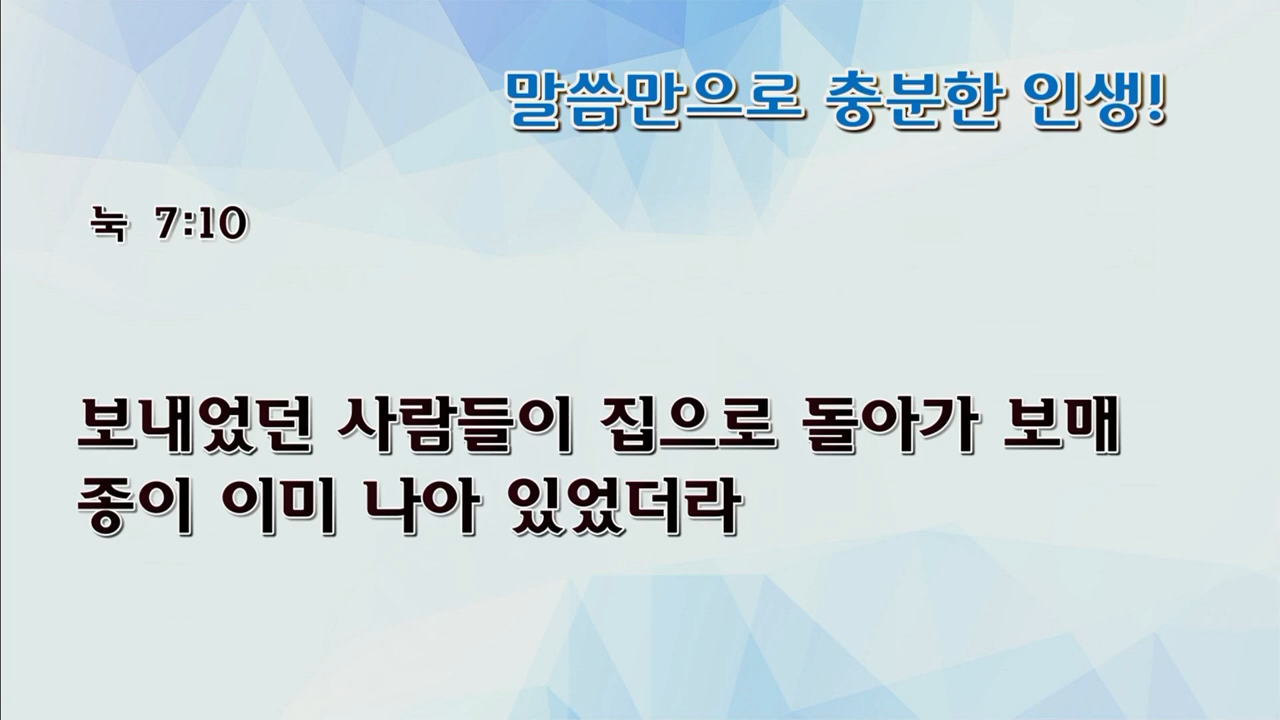 말씀만으로 충분한 인생!
눅 7:10
보내었던 사람들이 집으로 돌아가 보매
종이 이미 나아 있었더라